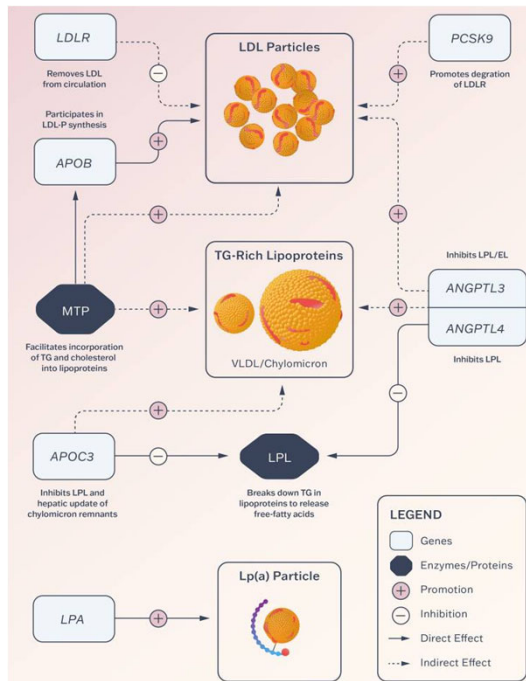 LDLR
Removes LDL
from circulation
LDL Particles
PCSK9
Promotes degration
of LDLR
Participates in
LDL-P synthesis
APOB
MTP
Facilitates incorporation
of TG and cholesterol
into lipoproteins
TG-Rich Lipoproteins
VLDL/Chylomicron
Inhibits LPL/EL
ANGPTL3
ANGPTL4
Inhibits LPL
APOC3
Inhibits LPL and
hepatic update of
chylomicron remnants
LPL
Breaks down TG in
lipoproteins to release
free-fatty acids
LPA
Lp(a) Particle
LEGEND
Genes
Enzymes/Proteins
Promotion
Inhibition
Direct Effect
Indirect Effect